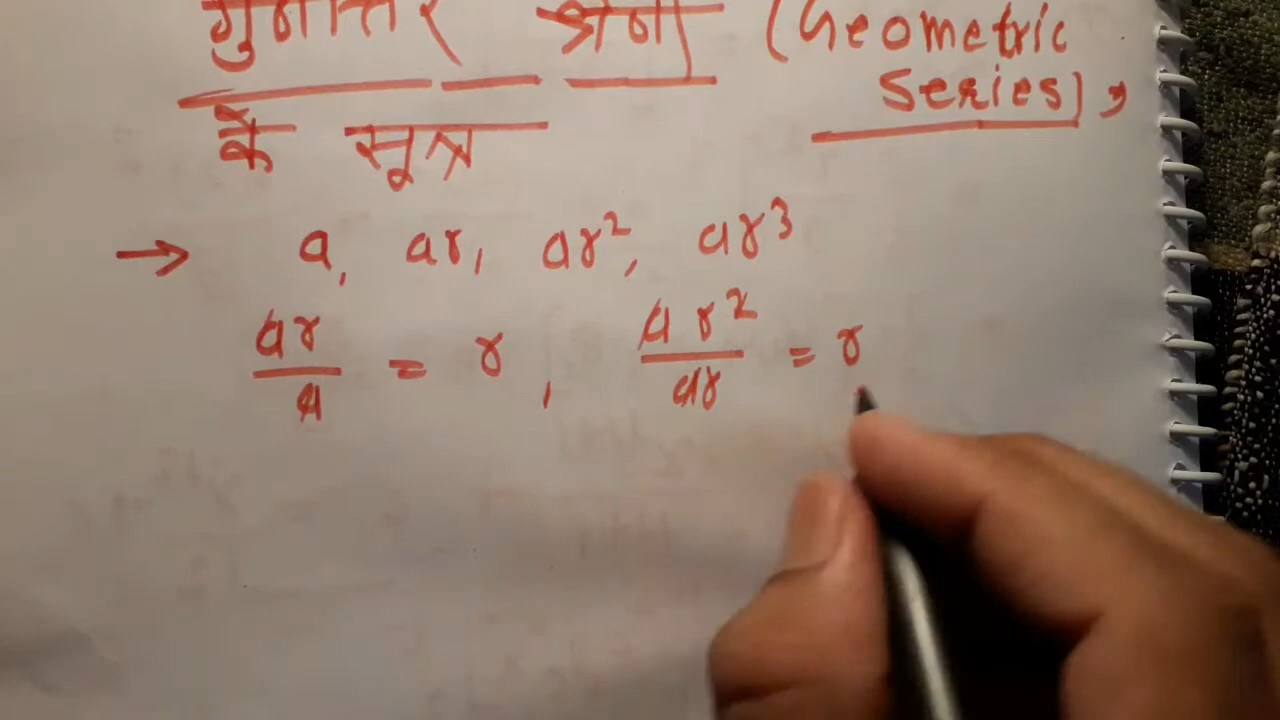 गुणोत्तर श्रेणी (Geometric
Series),
के सूत्र
→ a, ar, ar², ar³
ar/a = r, ar²/ar = r